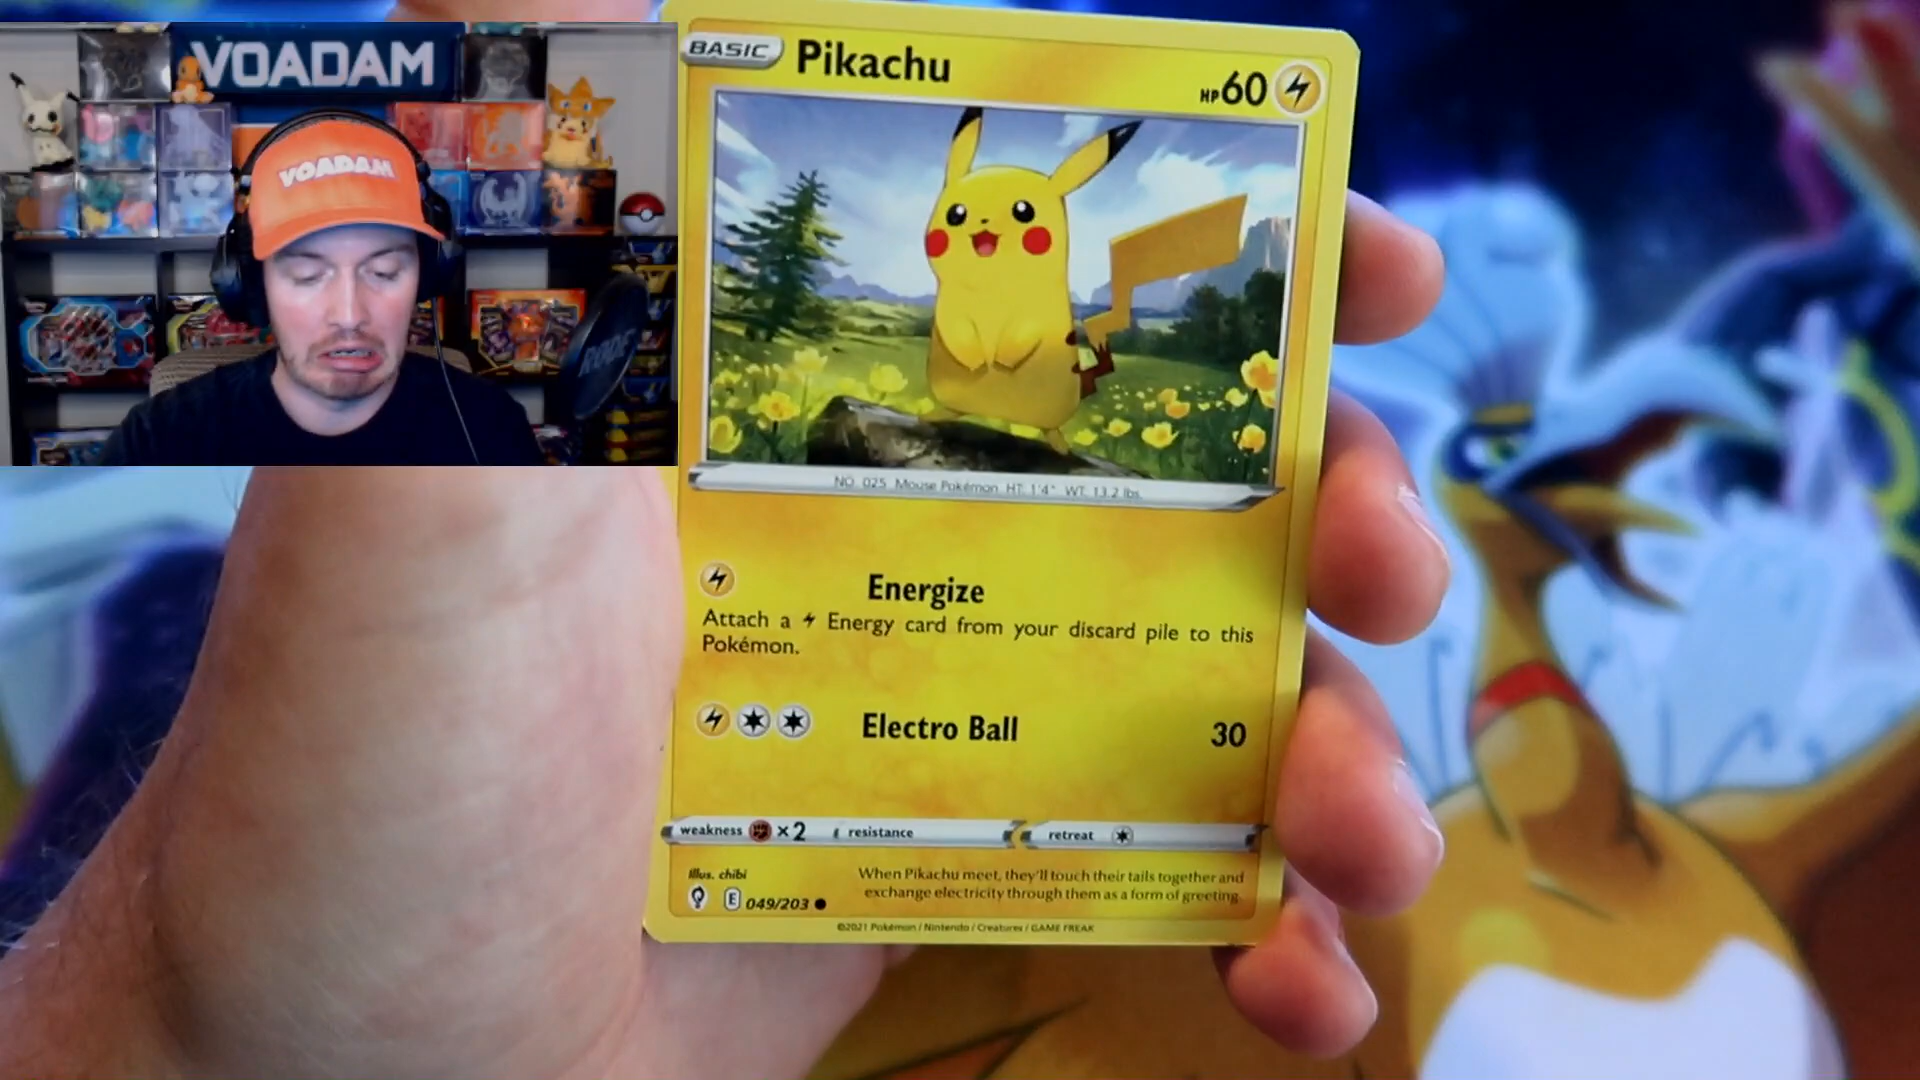 VOADAM
VOADAM
RODE
BASIC Pikachu HP60
NO. 025 Mouse Pokémon HT: 1'4" WT: 13.2 lbs.
Energize
Attach a Energy card from your discard pile to this
Pokémon.
Electro Ball 30
weakness ×2 resistance retreat
Illus. chibi
E 049/203
When Pikachu meet, they'll touch their tails together and
exchange electricity through them as a form of greeting.
©2021 Pokémon / Nintendo / Creatures / GAME FREAK